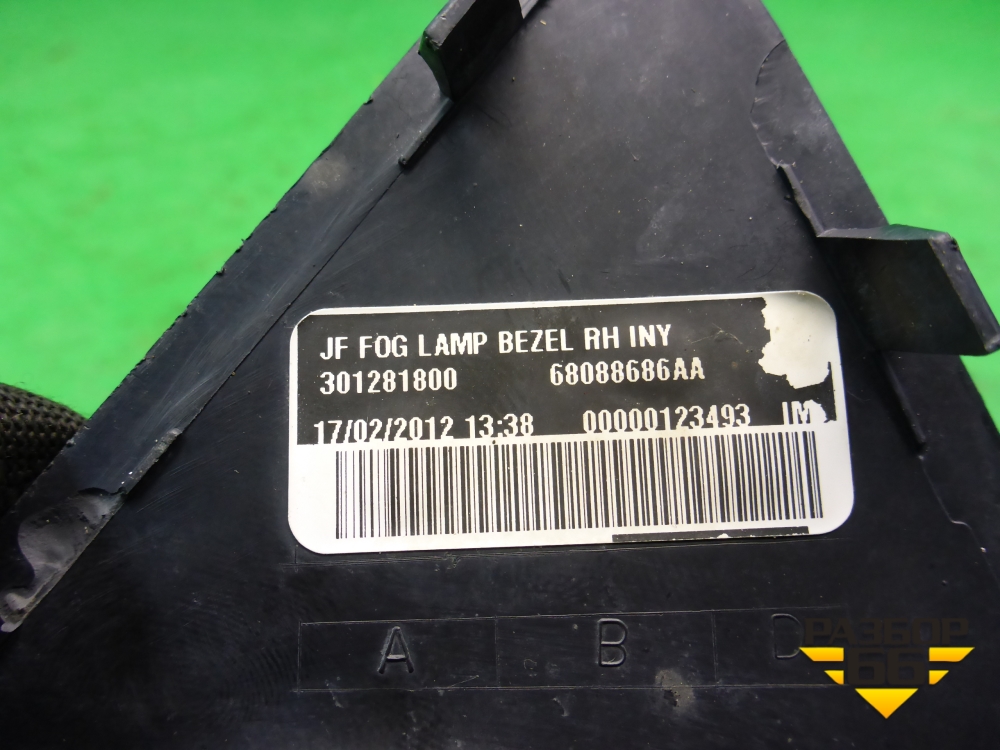 JF FOG LAMP BEZEL RH INY
301281800 68088686AA
17/02/2012 13:38 00000123493 IM
A B D
РАЗБОР
66